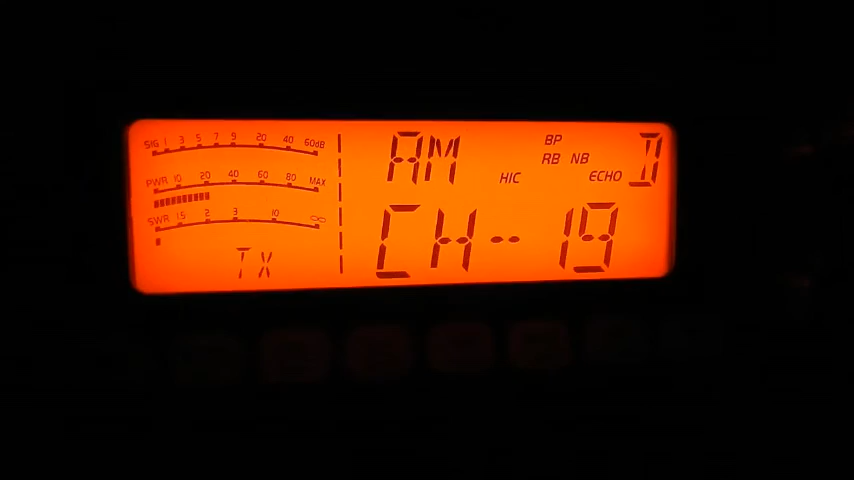 SIG 1 3 5 7 9 20 40 60dB
PWR 10 20 40 60 80 MAX
SWR 1.5 2 3 10 ∞
TX
AM BP D
RB NB
HIC ECHO
CH--19